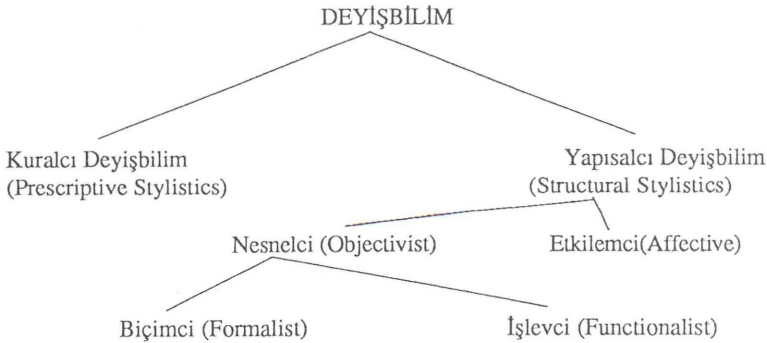 DEYİŞBİLİM
Kuralcı Deyişbilim
(Prescriptive Stylistics)
Yapısalcı Deyişbilim
(Structural Stylistics)
Nesnelci (Objectivist)
Etkilemci(Affective)
Biçimci (Formalist)
İşlevci (Functionalist)